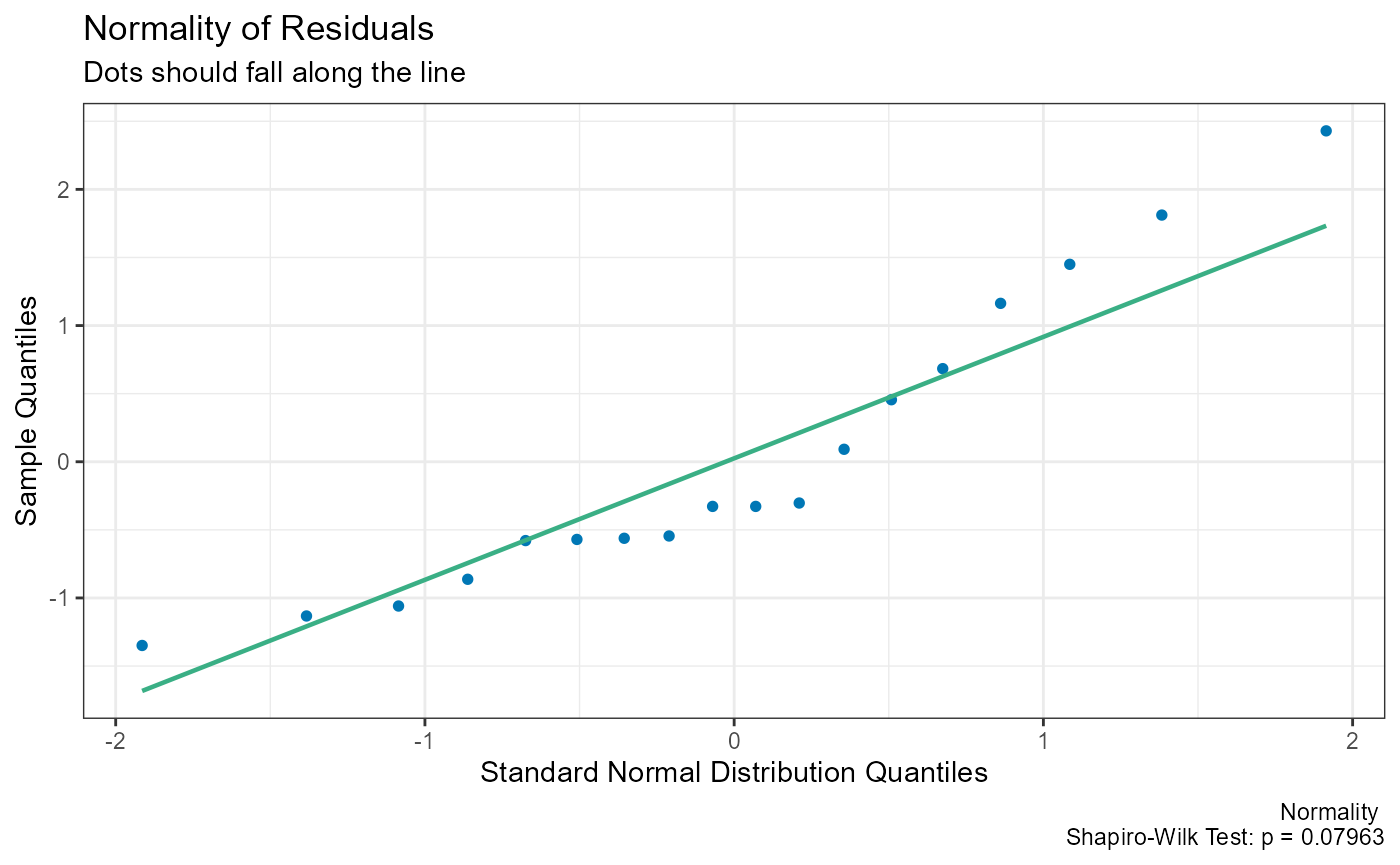 Normality of Residuals
Dots should fall along the line
Sample Quantiles
2
1
0
-1
-2
-1
0
1
2
Standard Normal Distribution Quantiles
Normality
Shapiro-Wilk Test: p = 0.07963